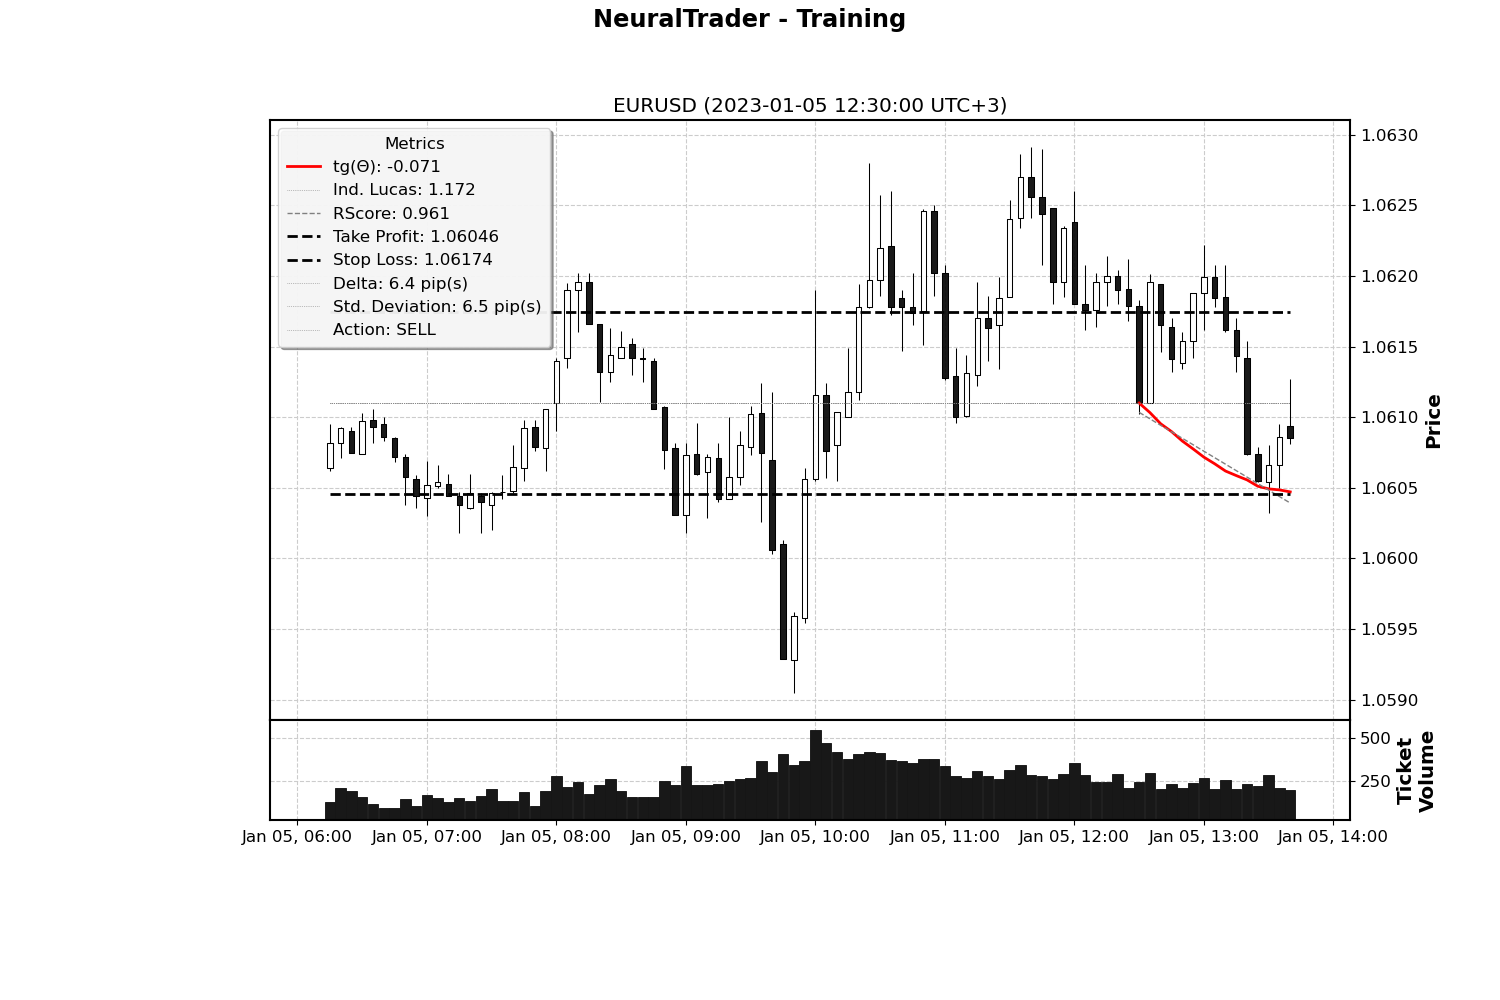 NeuralTrader - Training
EURUSD (2023-01-05 12:30:00 UTC+3)
Metrics
tg(Θ): -0.071
Ind. Lucas: 1.172
RScore: 0.961
Take Profit: 1.06046
Stop Loss: 1.06174
Delta: 6.4 pip(s)
Std. Deviation: 6.5 pip(s)
Action: SELL
1.0630
1.0625
1.0620
1.0615
1.0610
1.0605
1.0600
1.0595
1.0590
Price
500
250
Ticket
Volume
Jan 05, 06:00
Jan 05, 07:00
Jan 05, 08:00
Jan 05, 09:00
Jan 05, 10:00
Jan 05, 11:00
Jan 05, 12:00
Jan 05, 13:00
Jan 05, 14:00